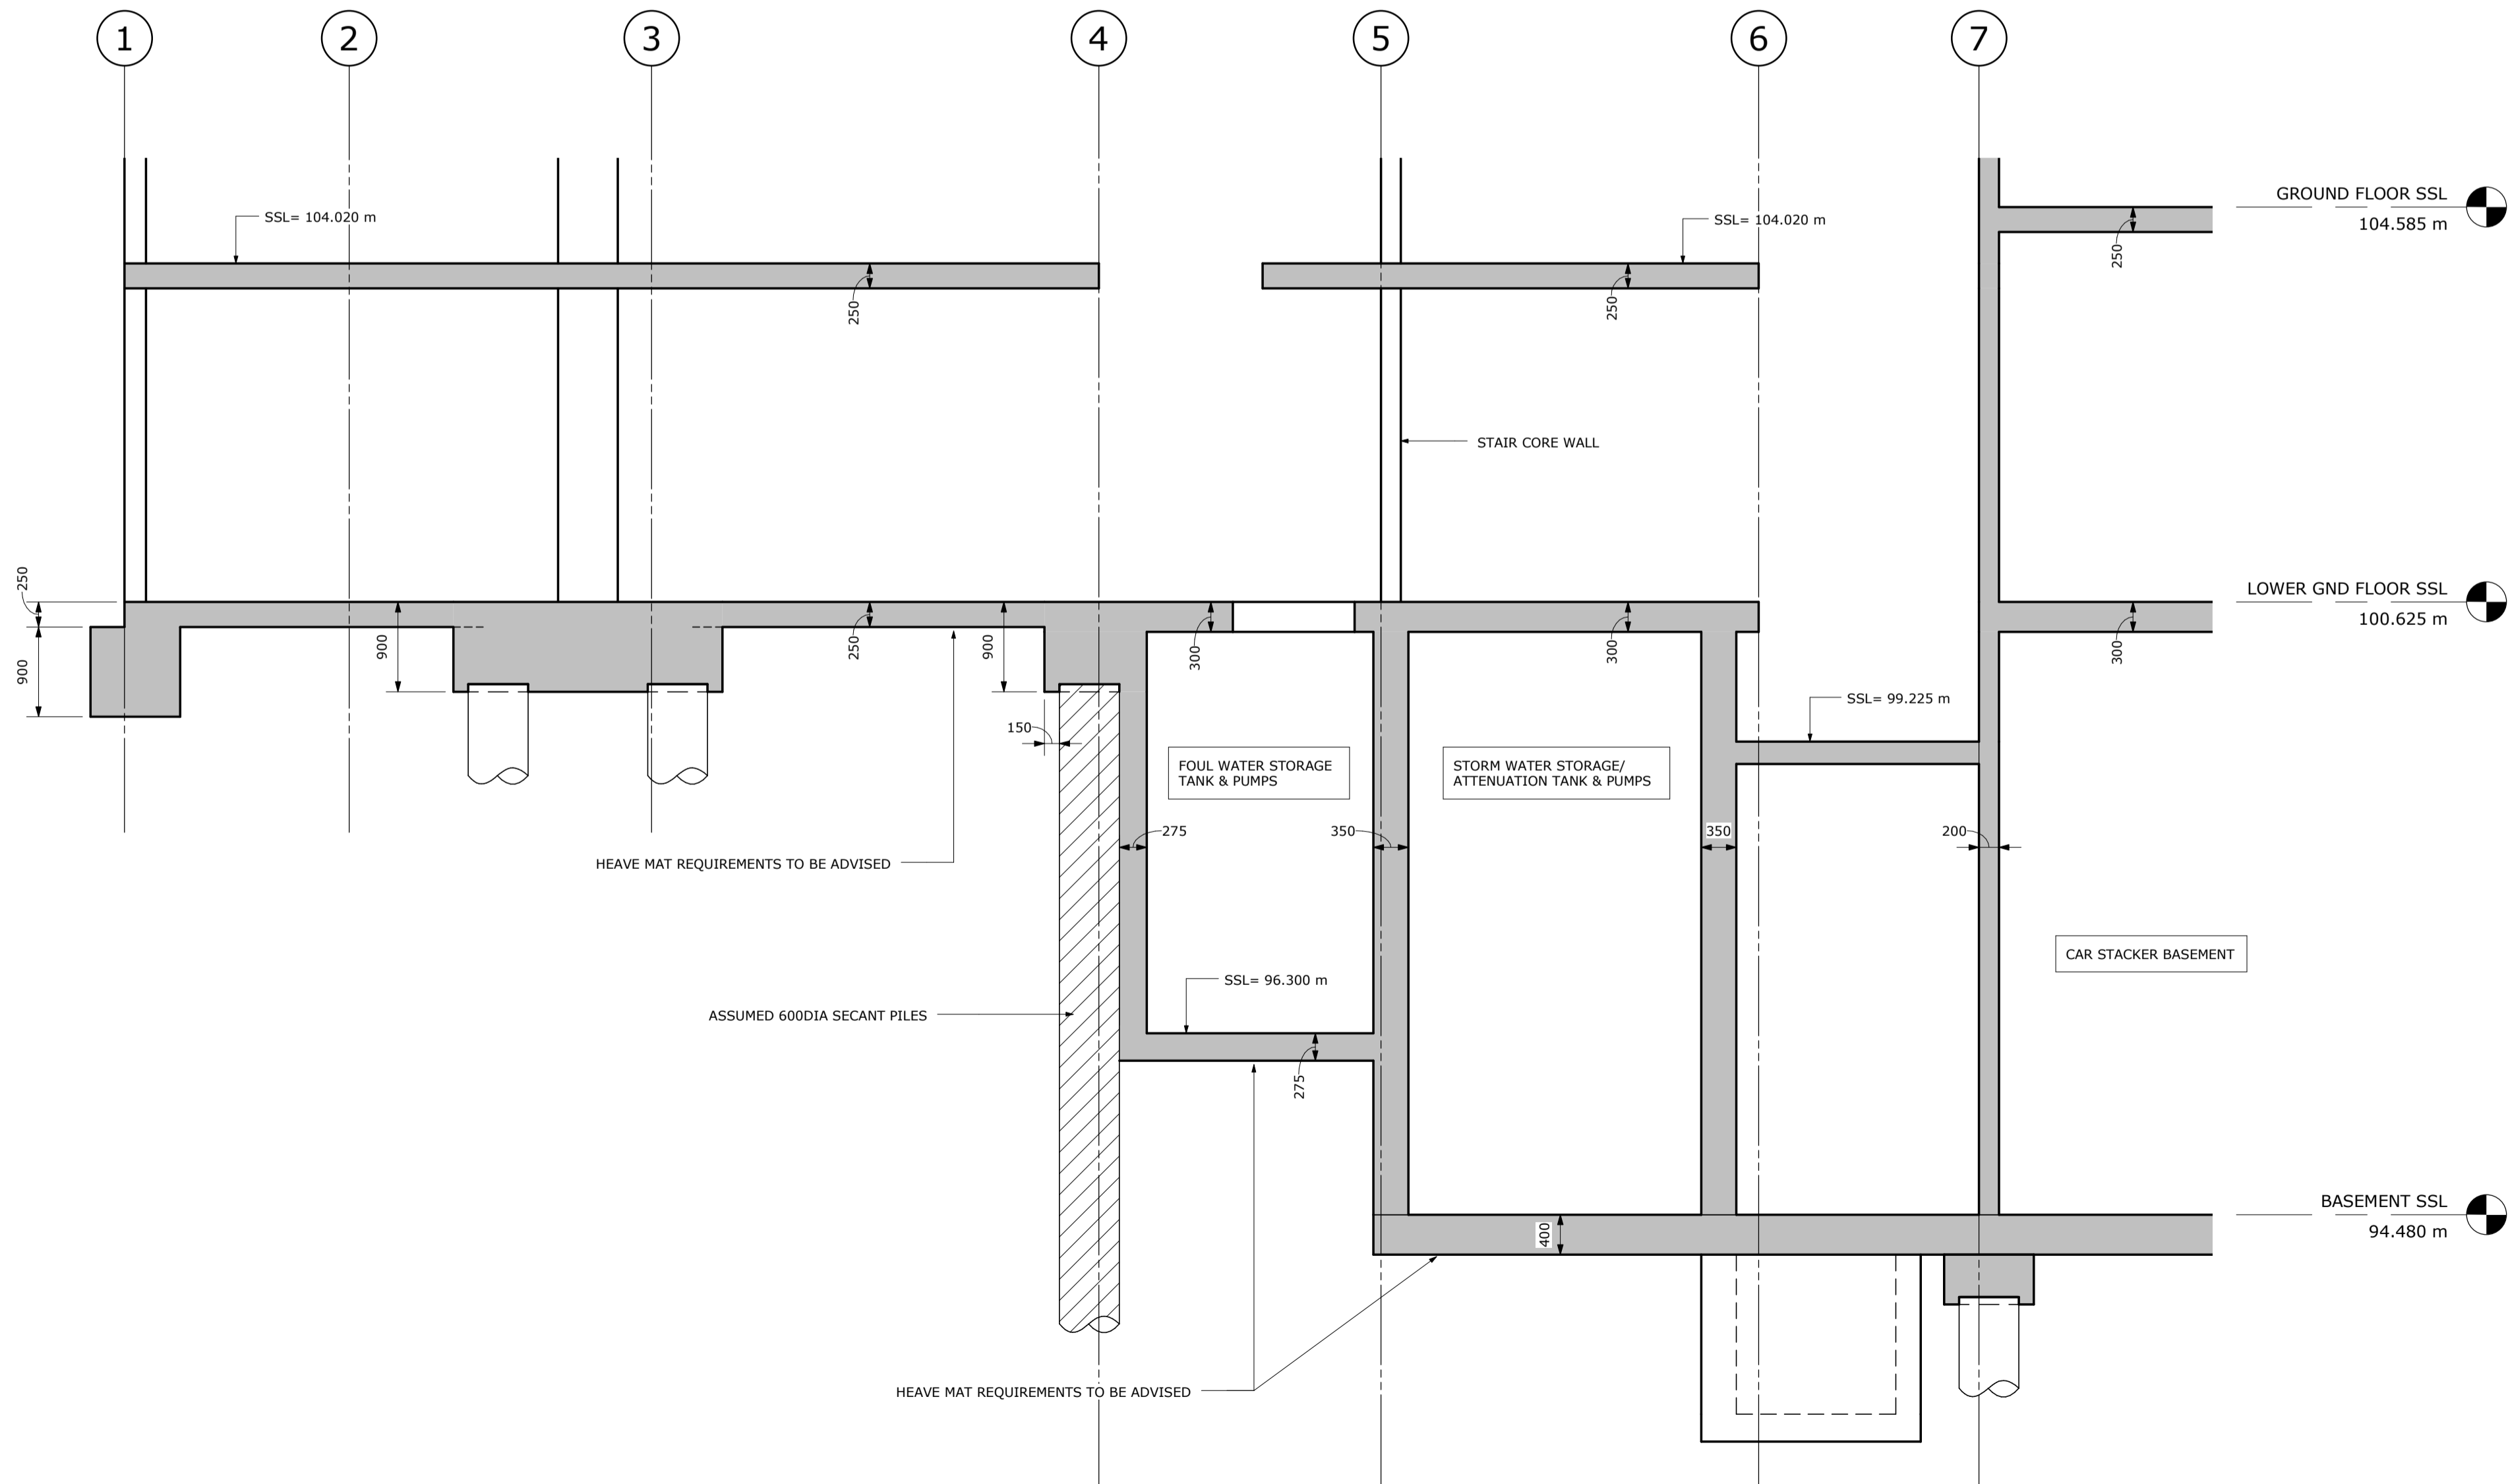 1
2
3
4
5
6
7
GROUND FLOOR SSL
104.585 m
SSL= 104.020 m
SSL= 104.020 m
250
250
250
STAIR CORE WALL
LOWER GND FLOOR SSL
100.625 m
250
900
900
250
900
300
300
300
SSL= 99.225 m
150
FOUL WATER STORAGE
TANK & PUMPS
STORM WATER STORAGE/
ATTENUATION TANK & PUMPS
275
350
350
200
HEAVE MAT REQUIREMENTS TO BE ADVISED
CAR STACKER BASEMENT
SSL= 96.300 m
ASSUMED 600DIA SECANT PILES
275
BASEMENT SSL
94.480 m
400
HEAVE MAT REQUIREMENTS TO BE ADVISED